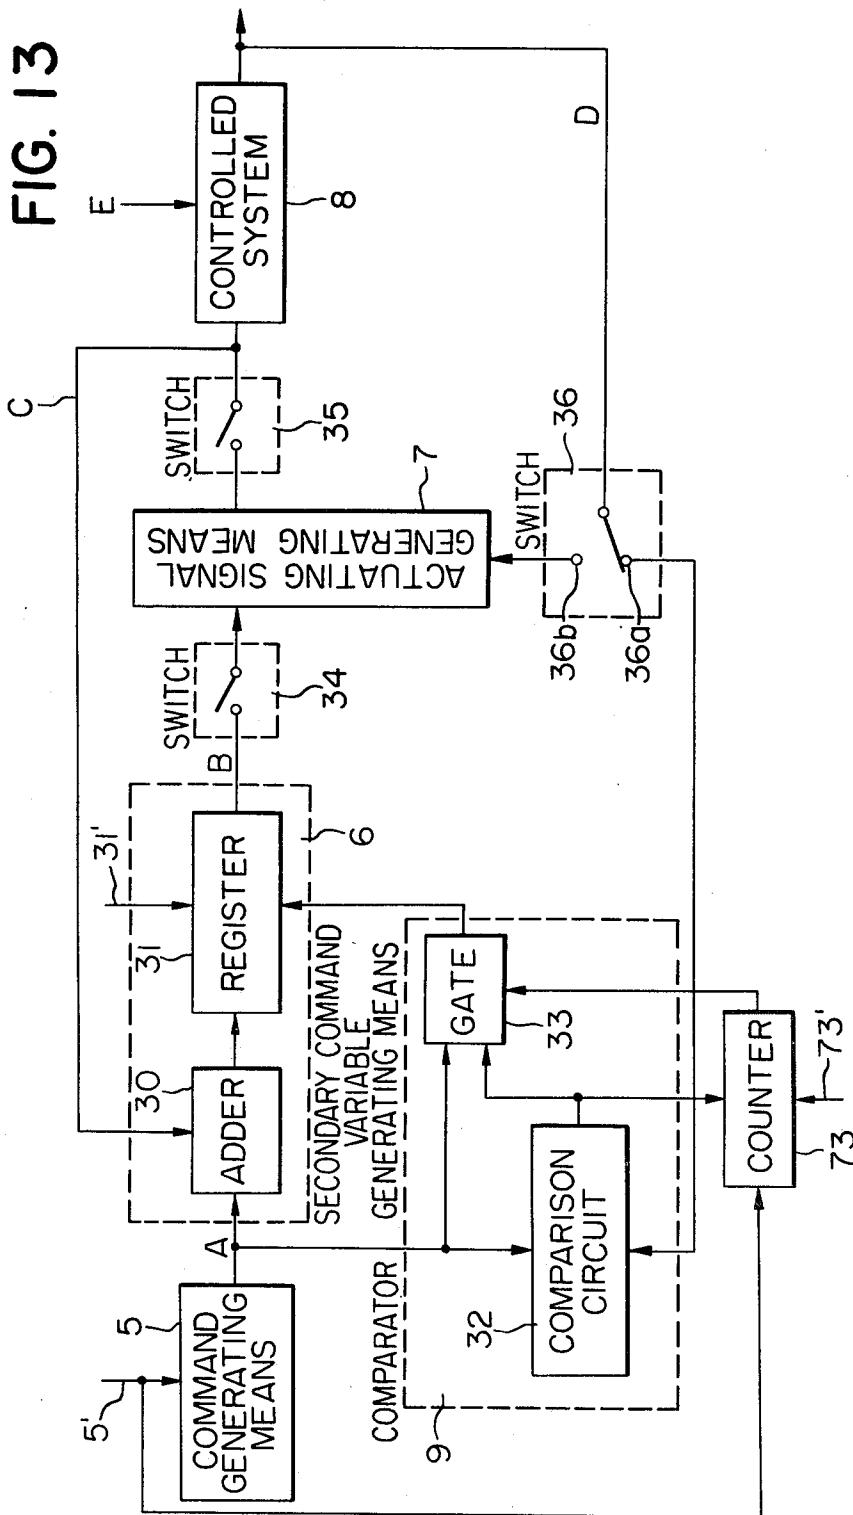 FIG. 13
E
CONTROLLED
SYSTEM
8
C
D
SWITCH
35
SWITCH
36
36b
36a
7
ACTUATING SIGNAL
GENERATING MEANS
SWITCH
34
B
31'
31
REGISTER
6
30
ADDER
SECONDARY COMMAND
VARIABLE
GENERATING MEANS
A
5'
5
COMMAND
GENERATING
MEANS
COMPARATOR
9
GATE
33
32
COMPARISON
CIRCUIT
COUNTER
73
73'